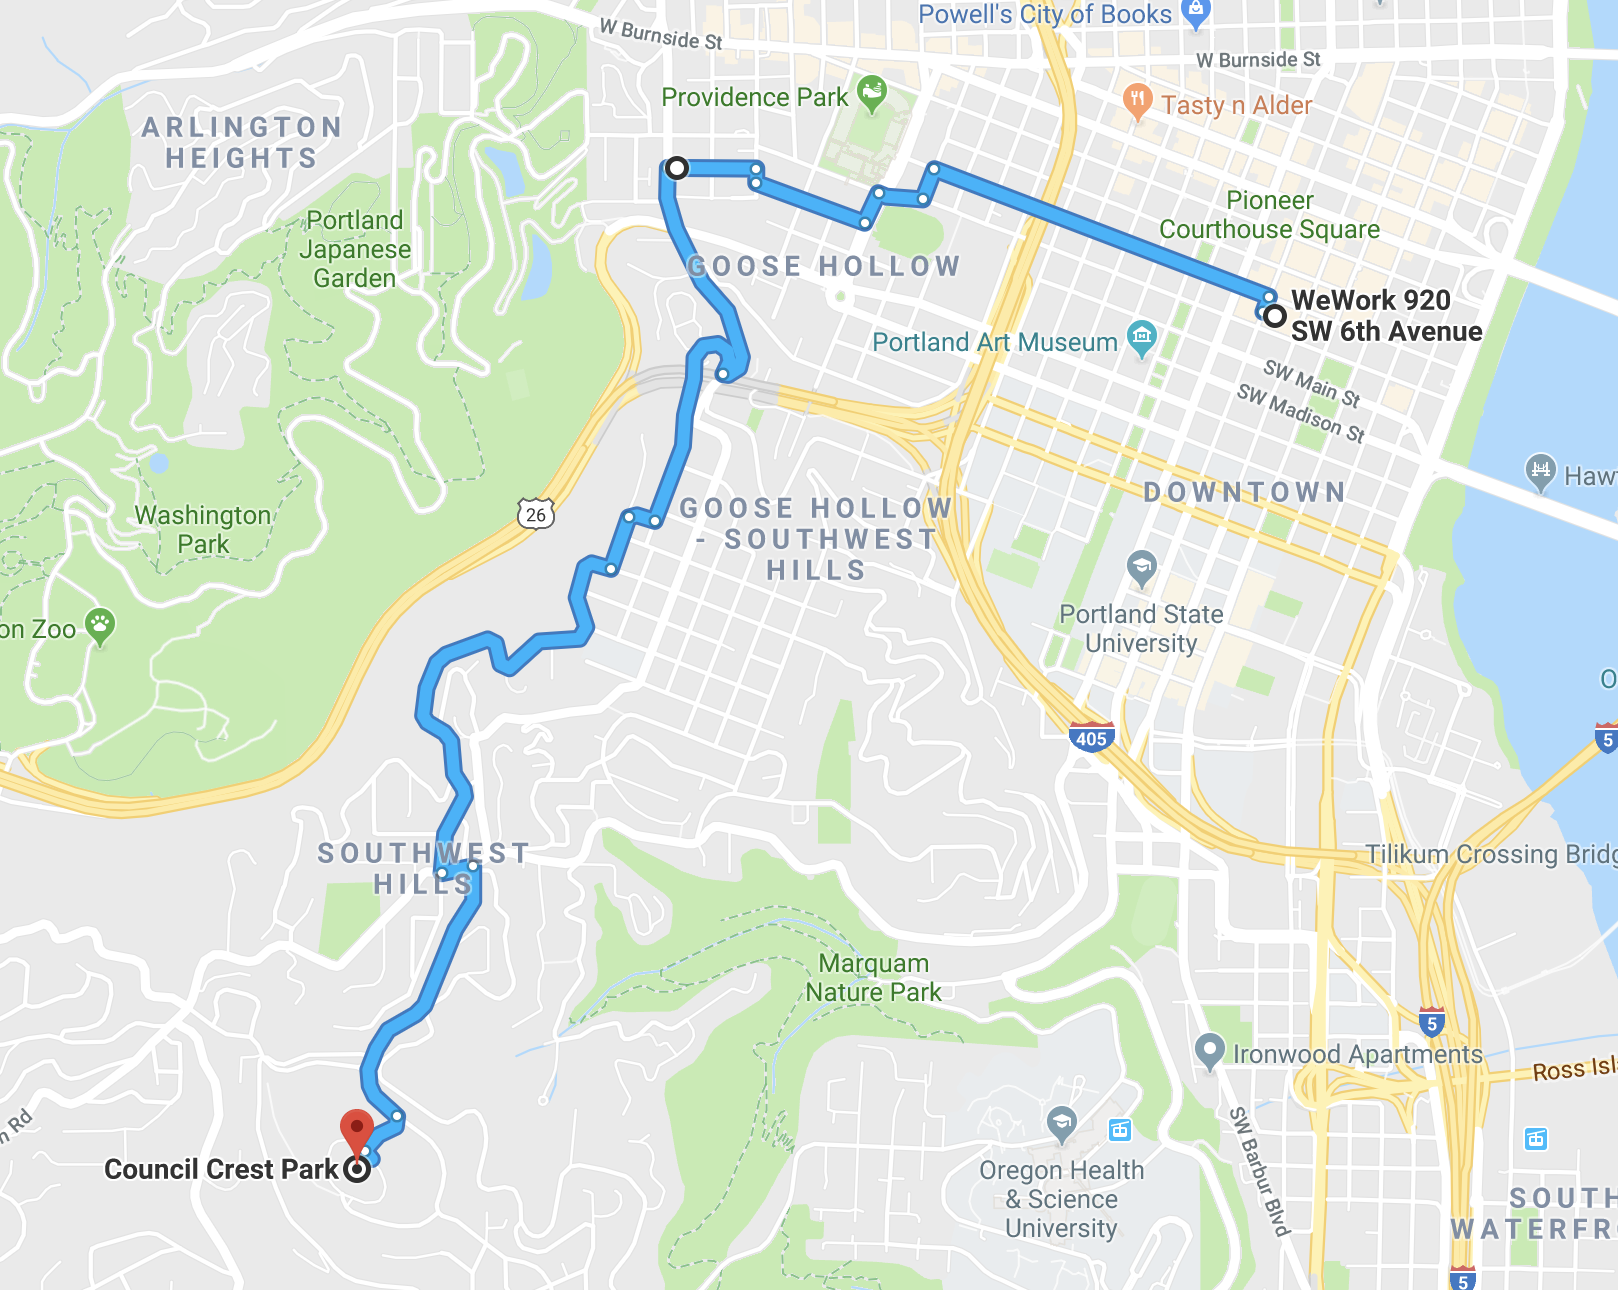 Powell's City of Books
W Burnside St
W Burnside St
Providence Park
Tasty n Alder
ARLINGTON
HEIGHTS
Portland
Japanese
Garden
Pioneer
Courthouse Square
GOOSE HOLLOW
WeWork 920
SW 6th Avenue
Portland Art Museum
SW Main St
SW Madison St
Haw
DOWNTOWN
Washington
Park
26
GOOSE HOLLOW
- SOUTHWEST
HILLS
Portland State
University
on Zoo
O
405
5
SOUTHWEST
HILLS
Tilikum Crossing Bridg
Marquam
Nature Park
5
Ironwood Apartments
Ross Isl
n Rd
SW Barbur Blvd
Council Crest Park
Oregon Health
& Science
University
SOUTH
WATERFR
5